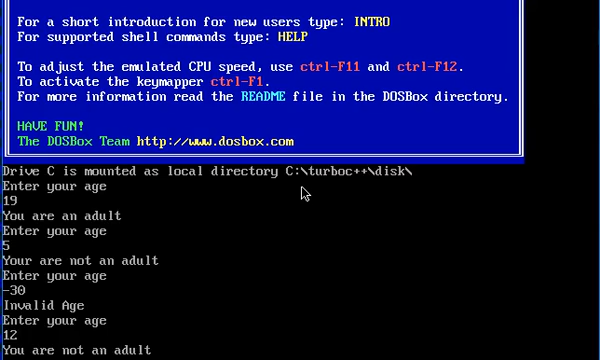 For a short introduction for new users type: INTRO
For supported shell commands type: HELP
To adjust the emulated CPU speed, use ctrl-F11 and ctrl-F12.
To activate the keymapper ctrl-F1.
For more information read the README file in the DOSBox directory.
HAVE FUN!
The DOSBox Team http://www.dosbox.com
Drive C is mounted as local directory C:\turboc++\disk\
Enter your age
19
You are an adult
Enter your age
5
Your are not an adult
Enter your age
-30
Invalid Age
Enter your age
12
You are not an adult